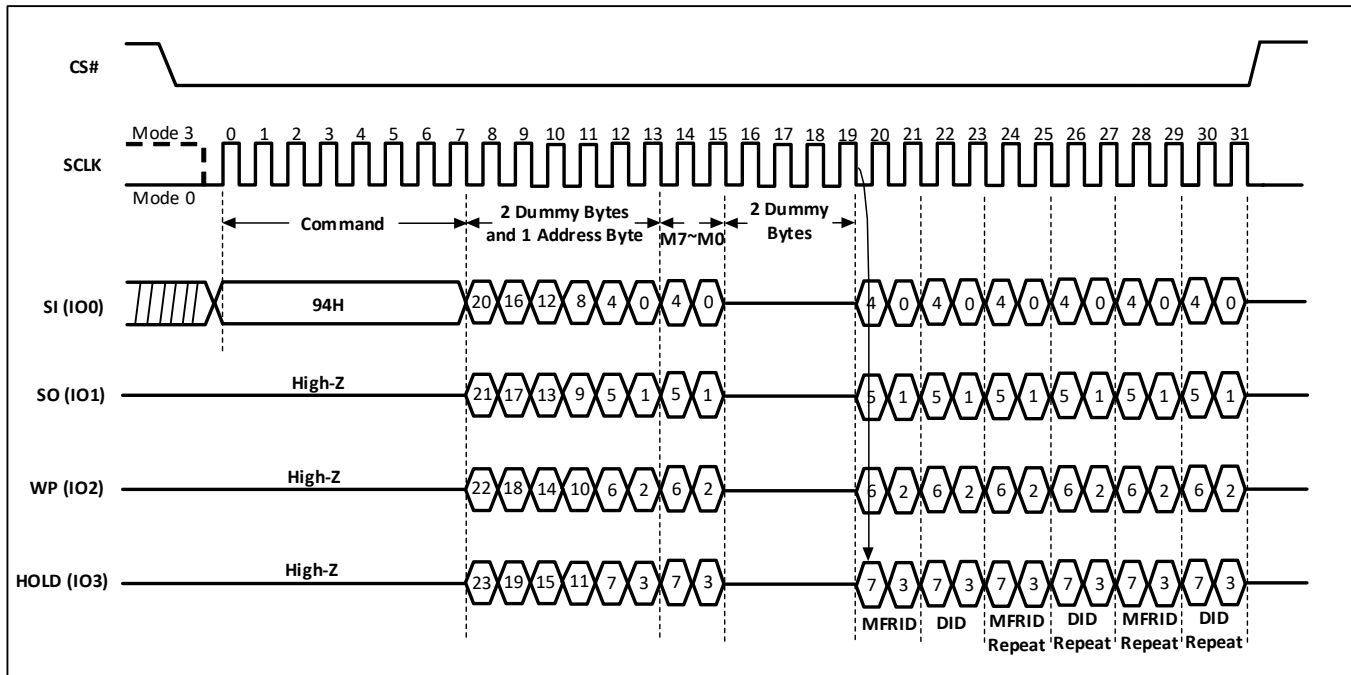 CS#
Mode 3 0 1 2 3 4 5 6 7 8 9 10 11 12 13 14 15 16 17 18 19 20 21 22 23 24 25 26 27 28 29 30 31
SCLK
Mode 0
Command
2 Dummy Bytes
and 1 Address Byte
M7~M0
2 Dummy
Bytes
SI (IO0) 94H 20 16 12 8 4 0 4 0 4 0 4 0 4 0 4 0 4 0 4 0
SO (IO1) High-Z 21 17 13 9 5 1 5 1 5 1 5 1 5 1 5 1 5 1 5 1
WP (IO2) High-Z 22 18 14 10 6 2 6 2 6 2 6 2 6 2 6 2 6 2 6 2
HOLD (IO3) High-Z 23 19 15 11 7 3 7 3 7 3 7 3 7 3 7 3 7 3 7 3
MFRID DID MFRID DID MFRID DID
Repeat Repeat Repeat Repeat